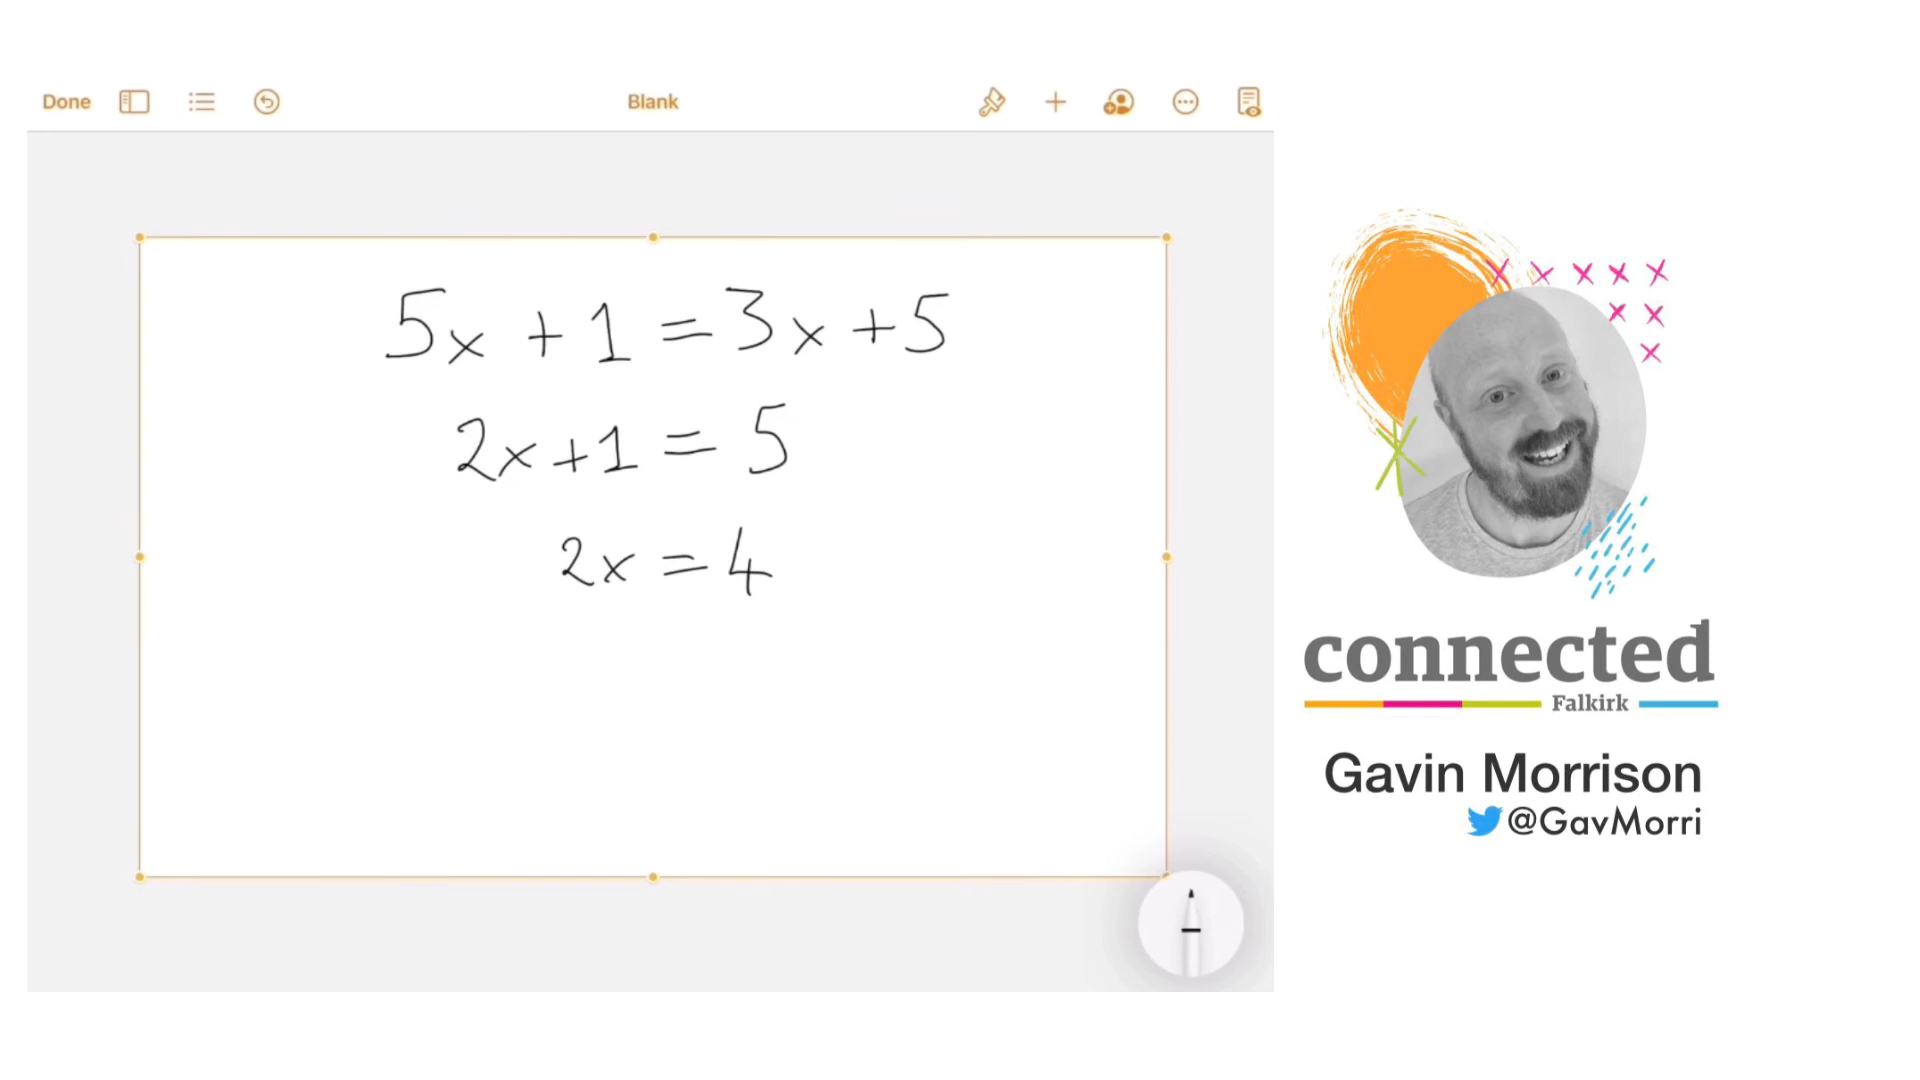 Done
Blank
5x + 1 = 3x + 5
2x + 1 = 5
2x = 4
connected
Falkirk
Gavin Morrison
@GavMorri